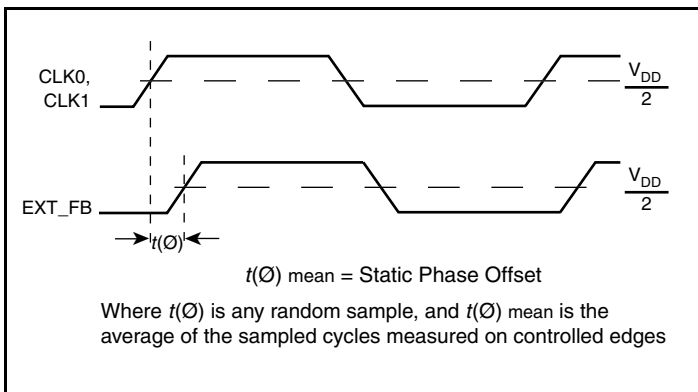 CLK0,
CLK1
V_DD
2
EXT_FB
V_DD
2
t(Ø)
t(Ø) mean = Static Phase Offset
Where t(Ø) is any random sample, and t(Ø) mean is the
average of the sampled cycles measured on controlled edges